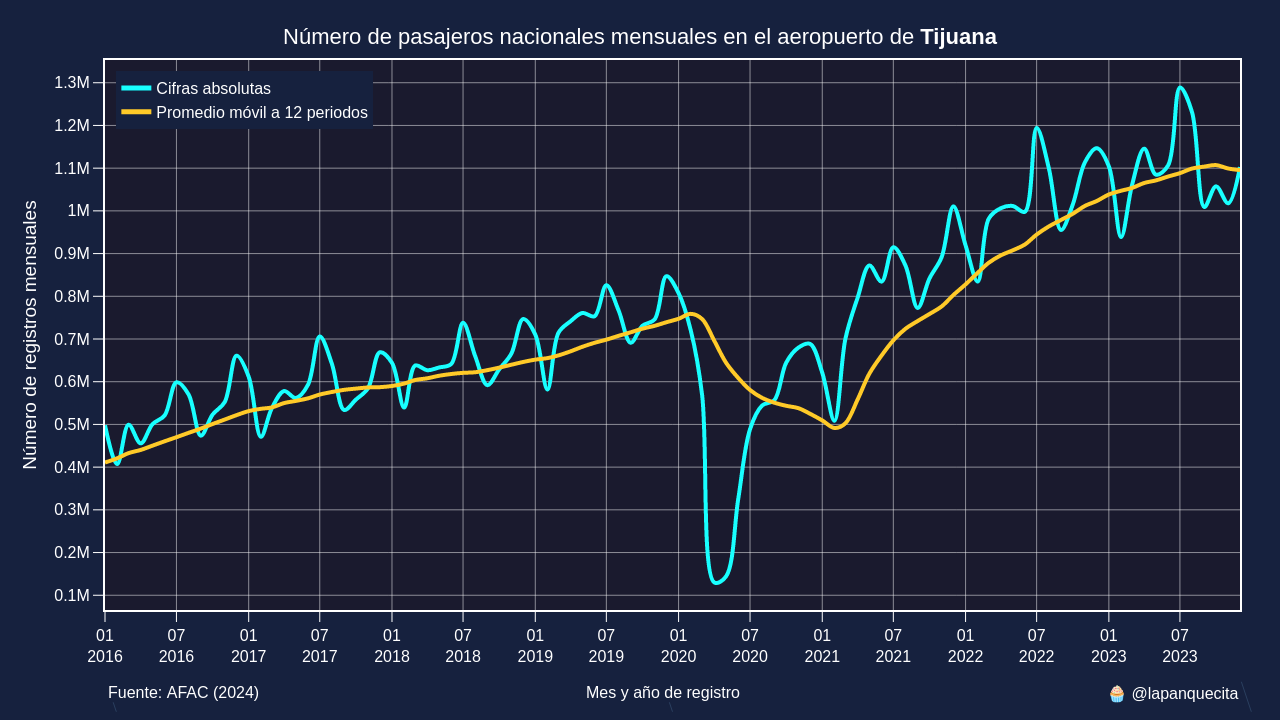 Número de pasajeros nacionales mensuales en el aeropuerto de Tijuana
Cifras absolutas
Promedio móvil a 12 periodos
Número de registros mensuales
1.3M
1.2M
1.1M
1M
0.9M
0.8M
0.7M
0.6M
0.5M
0.4M
0.3M
0.2M
0.1M
01 07 01 07 01 07 01 07 01 07 01 07 01 07 01 07
2016 2016 2017 2017 2018 2018 2019 2019 2020 2020 2021 2021 2022 2022 2023 2023
Fuente: AFAC (2024) Mes y año de registro 🧁 @lapanquecita